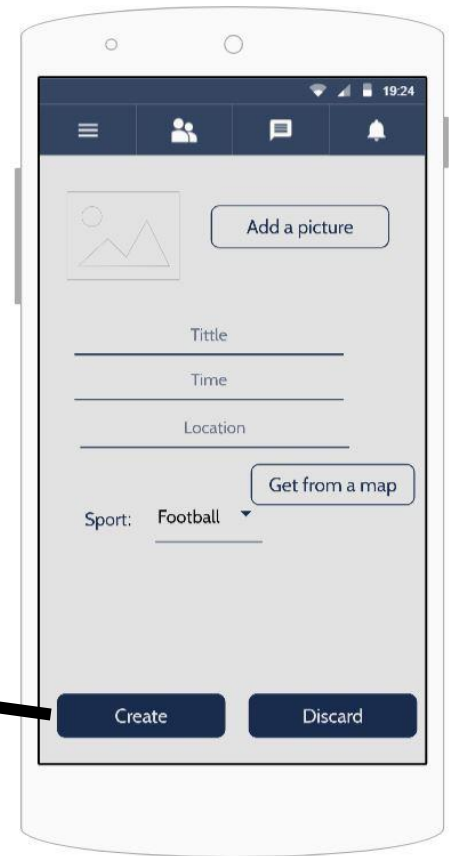 19:24
Add a picture
Tittle
Time
Location
Get from a map
Sport: Football
Create Discard